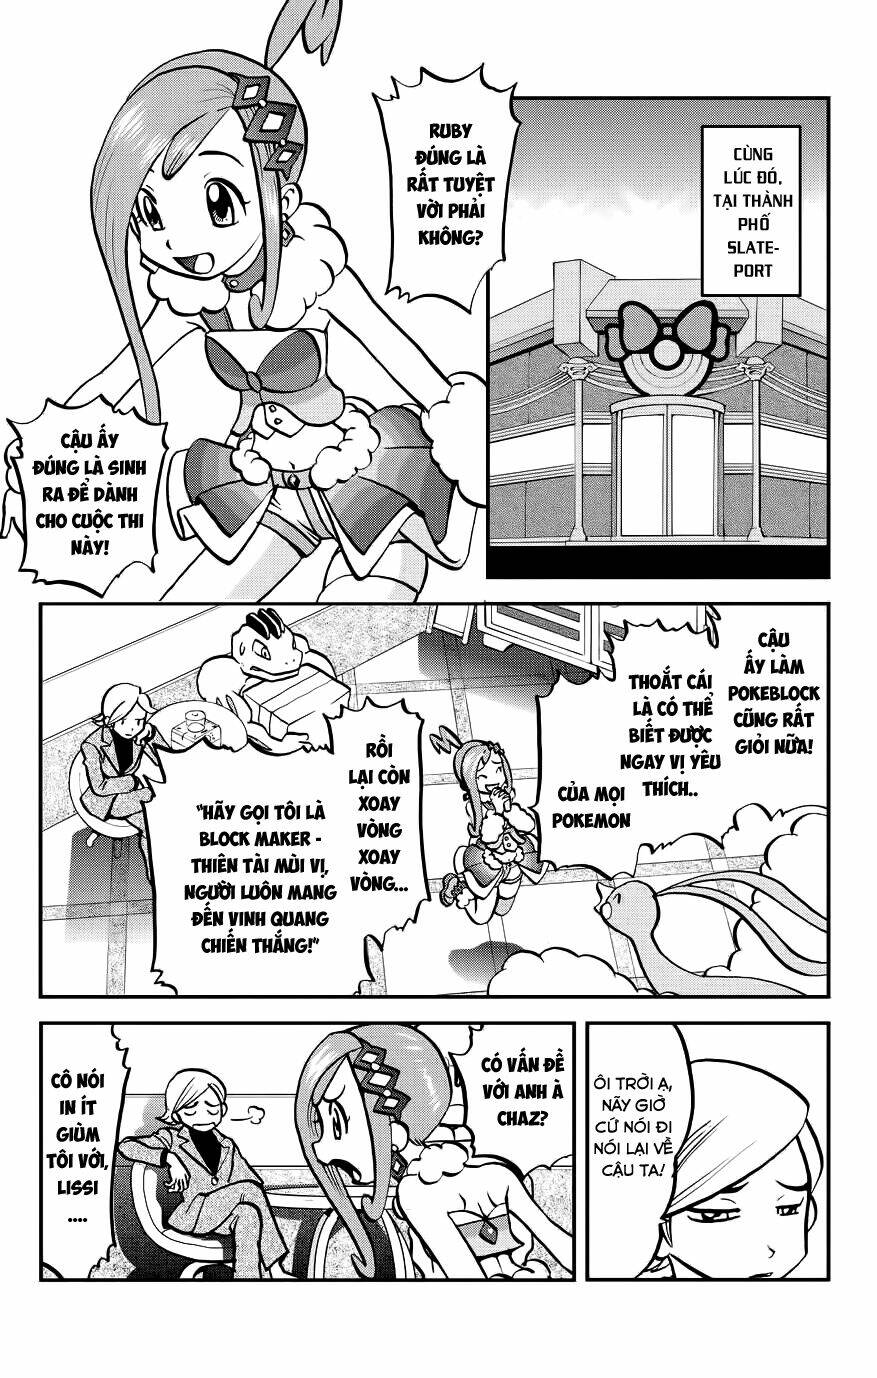 CÙNG
LÚC ĐÓ,
TẠI THÀNH
PHỐ
SLATE-
PORT
RUBY
ĐÚNG LÀ
RẤT TUYỆT
VỜI PHẢI
KHÔNG?
CẬU ẤY
ĐÚNG LÀ SINH
RA ĐỂ DÀNH
CHO CUỘC THI
NÀY!
CẬU
ẤY LÀM
POKEBLOCK
CŨNG RẤT
GIỎI NỮA!
THOẮT CÁI
LÀ CÓ THỂ
BIẾT ĐƯỢC
NGAY VỊ YÊU
THÍCH..
CỦA MỌI
POKEMON
RỒI
LẠI CÒN
XOAY
VÒNG
XOAY
VÒNG...
"HÃY GỌI TÔI LÀ
BLOCK MAKER -
THIÊN TÀI MÙI VỊ,
NGƯỜI LUÔN MANG
ĐẾN VINH QUANG
CHIẾN THẮNG!"
ÔI TRỜI Ạ,
NÃY GIỜ
CỨ NÓI ĐI
NÓI LẠI VỀ
CẬU TA!
CÓ VẤN ĐỀ
VỚI ANH À
CHAZ?
CÔ NÓI
IN ÍT
GIÙM
TÔI VỚI,
LISSI
....